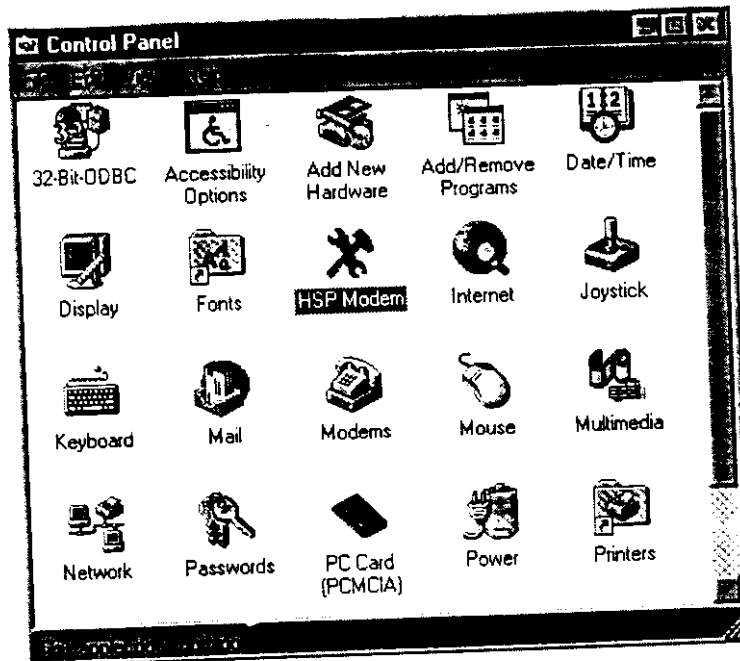 Control Panel
32-Bit-ODBC Accessibility Options Add New Hardware Add/Remove Programs Date/Time
Display Fonts HSP Modem Internet Joystick
Keyboard Mail Modems Mouse Multimedia
Network Passwords PC Card (PCMCIA) Power Printers